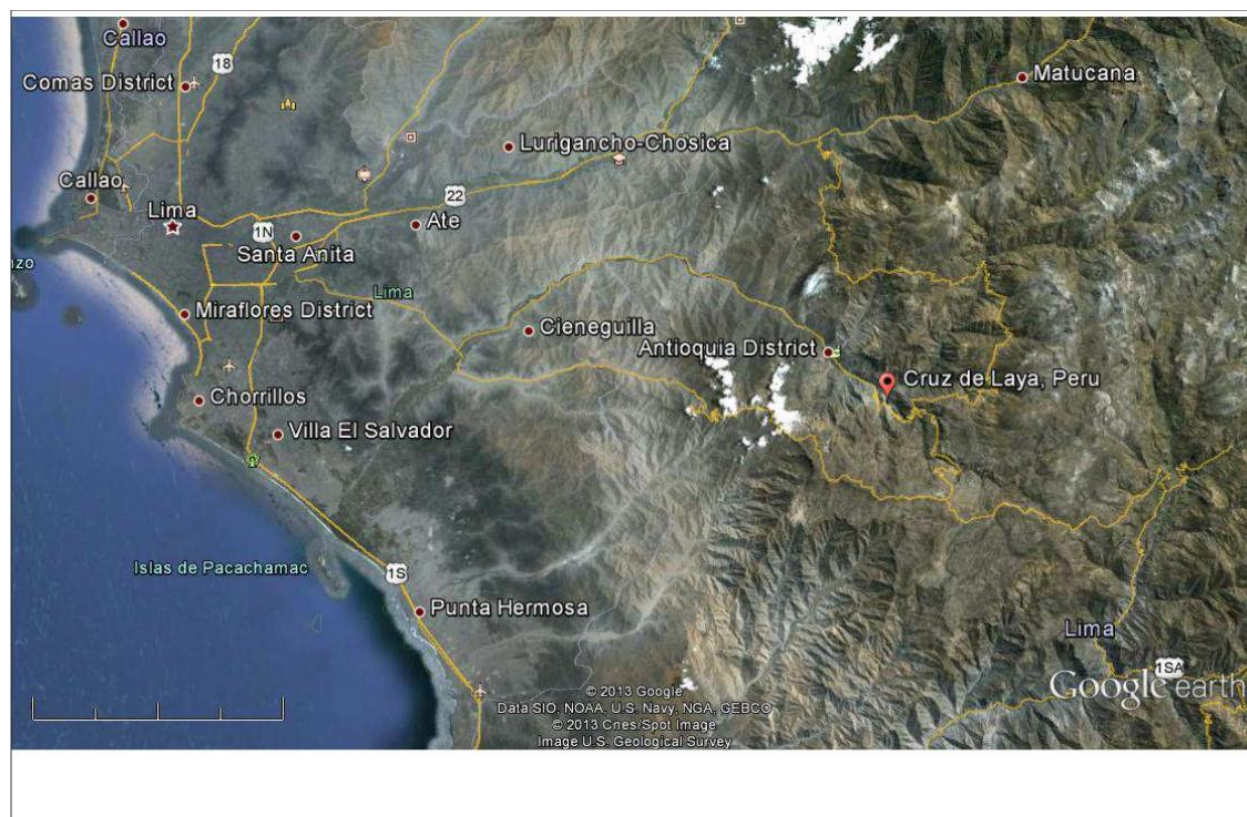 Callao
18
Comas District
Matucana
Lurigancho-Chosica
Callao
22
Lima
Ate
1N
Santa Anita
nzo
Lima
Miraflores District
Cieneguilla
Antioquia District
Cruz de Laya, Peru
Chorrillos
Villa El Salvador
Islas de Pacachamac
1S
Punta Hermosa
Lima
1SA
Google earth
© 2013 Google
Data SIO, NOAA, U.S. Navy, NGA, GEBCO
© 2013 Cnes/Spot Image
Image U.S. Geological Survey